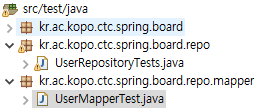 src/test/java
kr.ac.kopo.ctc.spring.board
kr.ac.kopo.ctc.spring.board.repo
UserRepositoryTests.java
kr.ac.kopo.ctc.spring.board.repo.mapper
UserMapperTest.java